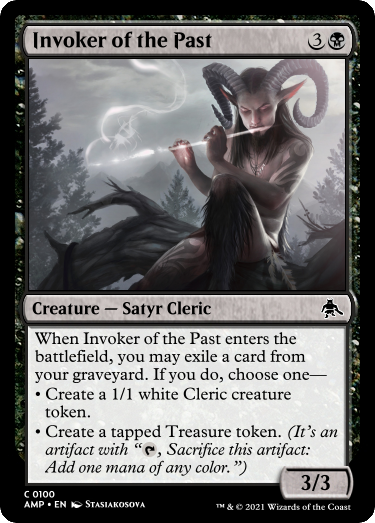 Invoker of the Past 3
Creature — Satyr Cleric
When Invoker of the Past enters the
battlefield, you may exile a card from
your graveyard. If you do, choose one—
• Create a 1/1 white Cleric creature
token.
• Create a tapped Treasure token. (It's an
artifact with “, Sacrifice this artifact:
Add one mana of any color.”)
3/3
C 0100
AMP • EN Stasiakosova
™ & © 2021 Wizards of the Coast